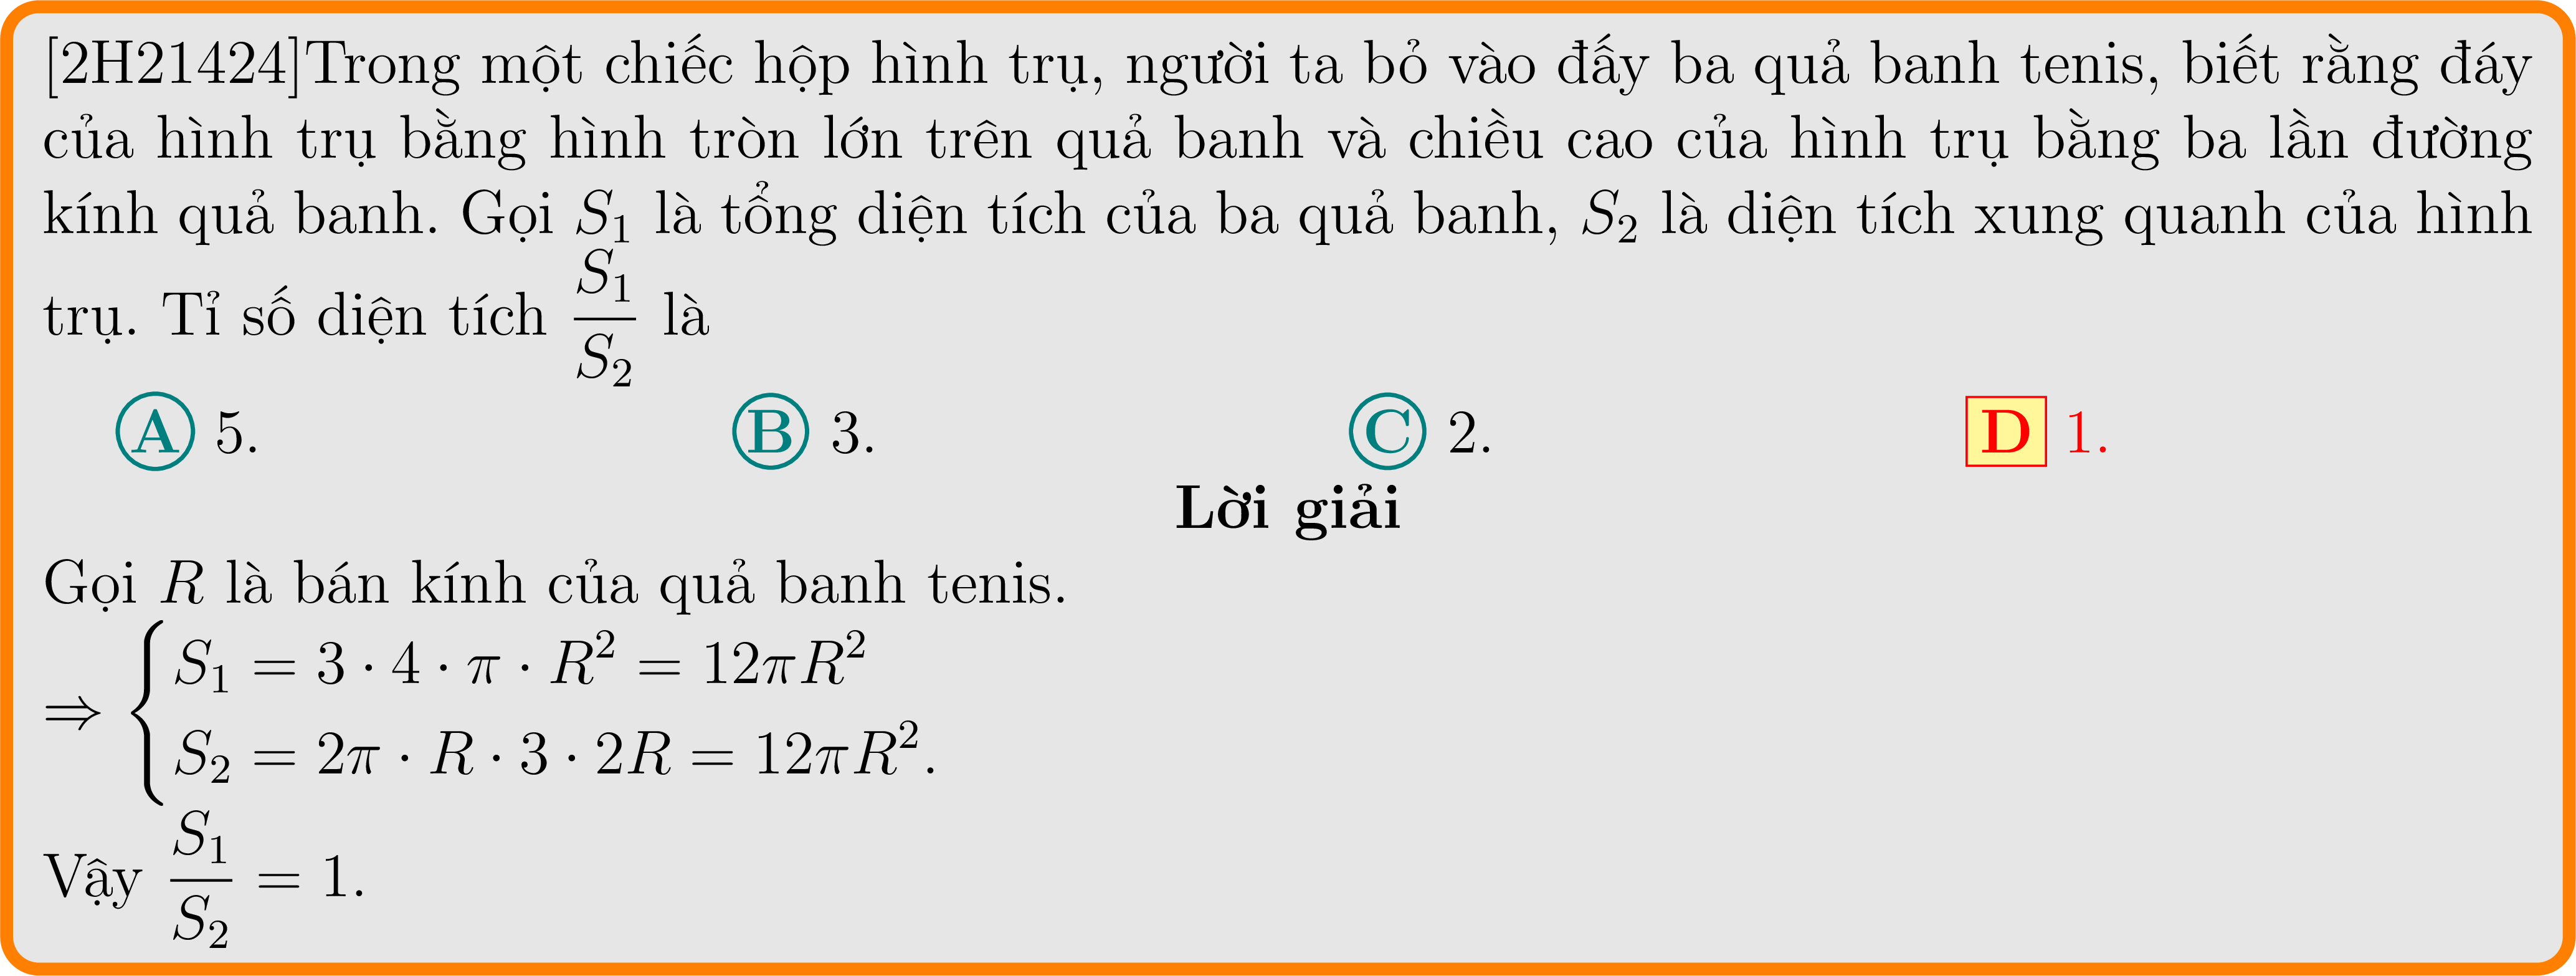 [2H21424]Trong một chiếc hộp hình trụ, người ta bỏ vào đấy ba quả banh tenis, biết rằng đáy
của hình trụ bằng hình tròn lớn trên quả banh và chiều cao của hình trụ bằng ba lần đường
kính quả banh. Gọi $S_1$ là tổng diện tích của ba quả banh, $S_2$ là diện tích xung quanh của hình
trụ. Tỉ số diện tích $\dfrac{S_1}{S_2}$ là
A 5. B 3. C 2. D 1.
Lời giải
Gọi $R$ là bán kính của quả banh tenis.
$\Rightarrow \begin{cases} S_1 = 3 \cdot 4 \cdot \pi \cdot R^2 = 12\pi R^2 \\ S_2 = 2\pi \cdot R \cdot 3 \cdot 2R = 12\pi R^2. \end{cases}$
Vậy $\dfrac{S_1}{S_2} = 1.$